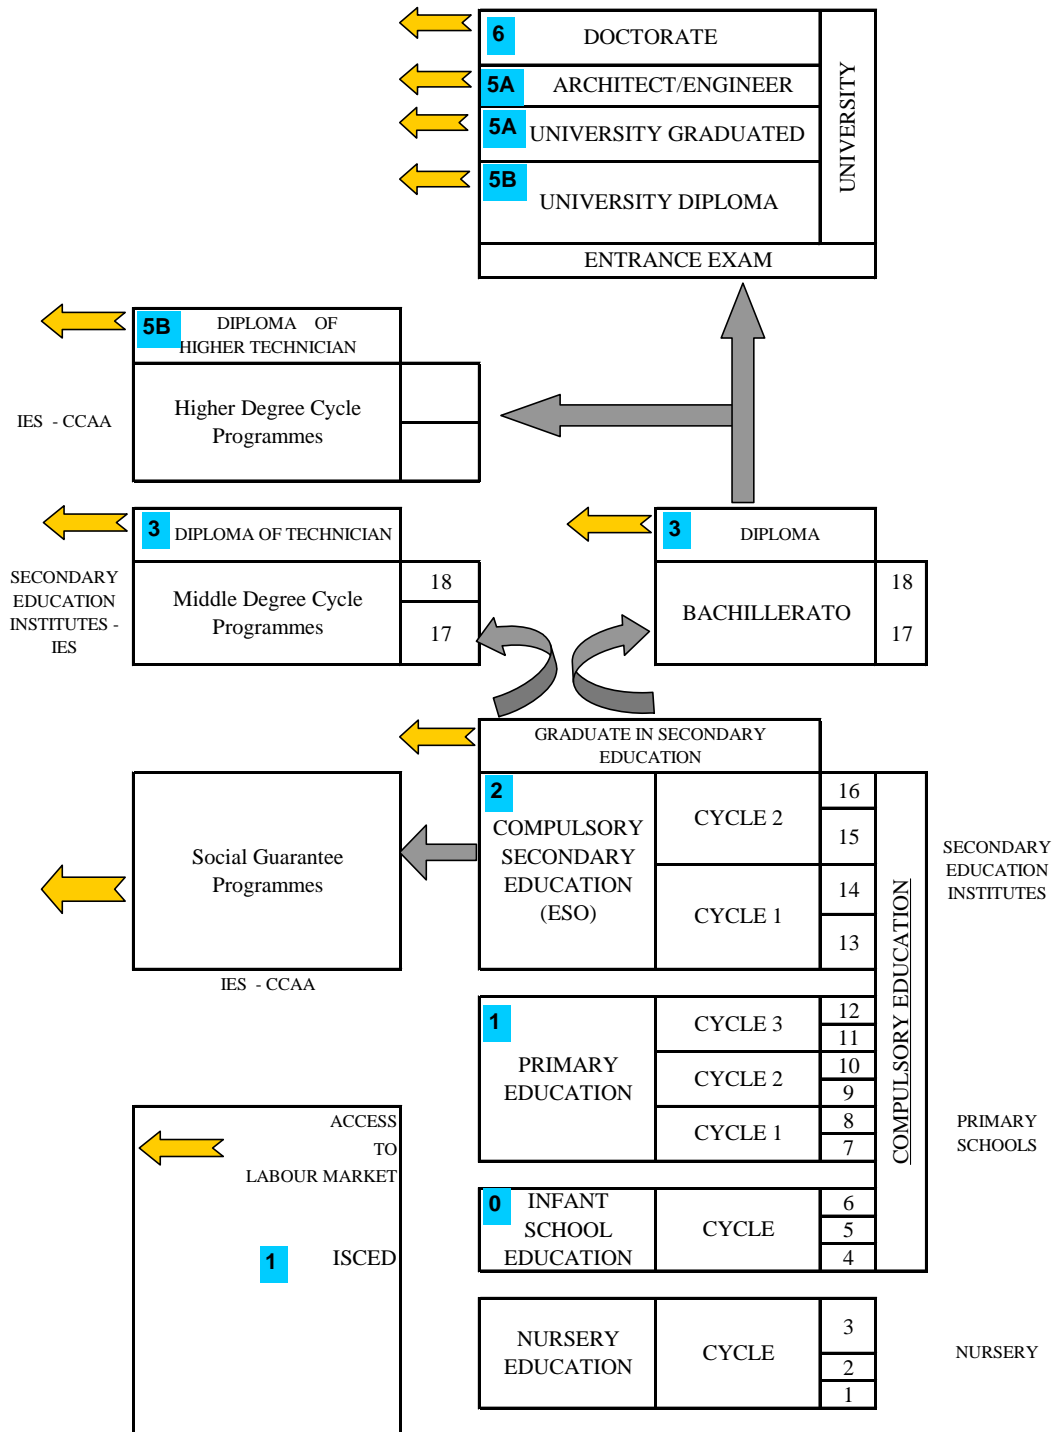 6
DOCTORATE
5A
ARCHITECT/ENGINEER
5A
UNIVERSITY GRADUATED
5B
UNIVERSITY DIPLOMA
UNIVERSITY
ENTRANCE EXAM
5B
DIPLOMA OF
HIGHER TECHNICIAN
IES - CCAA
Higher Degree Cycle
Programmes
3
DIPLOMA OF TECHNICIAN
SECONDARY
EDUCATION
INSTITUTES -
IES
Middle Degree Cycle
Programmes
18
17
3
DIPLOMA
BACHILLERATO
18
17
GRADUATE IN SECONDARY
EDUCATION
Social Guarantee
Programmes
IES - CCAA
2
COMPULSORY
SECONDARY
EDUCATION
(ESO)
CYCLE 2
16
15
CYCLE 1
14
13
COMPULSORY EDUCATION
SECONDARY
EDUCATION
INSTITUTES
1
PRIMARY
EDUCATION
CYCLE 3
12
11
CYCLE 2
10
9
CYCLE 1
8
7
PRIMARY
SCHOOLS
0
INFANT
SCHOOL
EDUCATION
CYCLE
6
5
4
NURSERY
EDUCATION
CYCLE
3
2
1
NURSERY
ACCESS
TO
LABOUR MARKET
1
ISCED